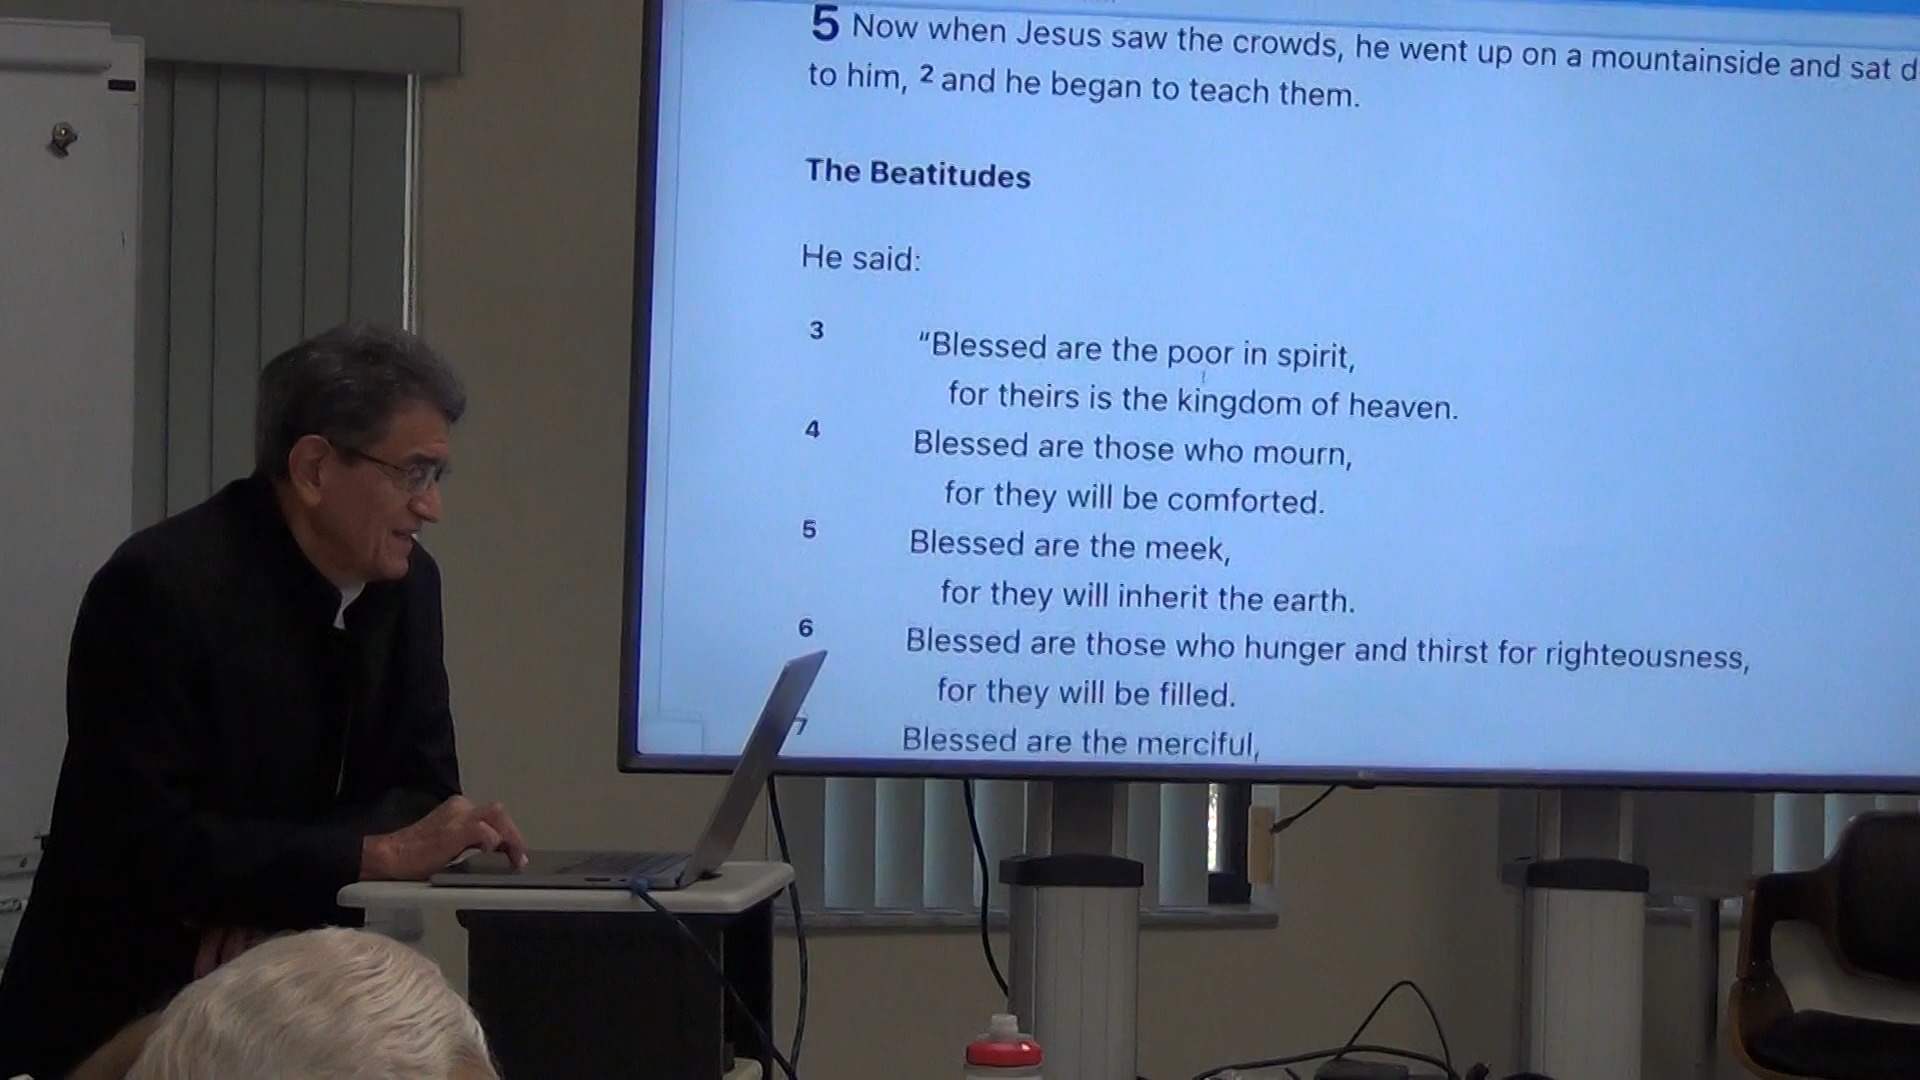 5 Now when Jesus saw the crowds, he went up on a mountainside and sat d
to him, 2 and he began to teach them.
The Beatitudes
He said:
3 “Blessed are the poor in spirit,
for theirs is the kingdom of heaven.
4 Blessed are those who mourn,
for they will be comforted.
5 Blessed are the meek,
for they will inherit the earth.
6 Blessed are those who hunger and thirst for righteousness,
for they will be filled.
7 Blessed are the merciful,